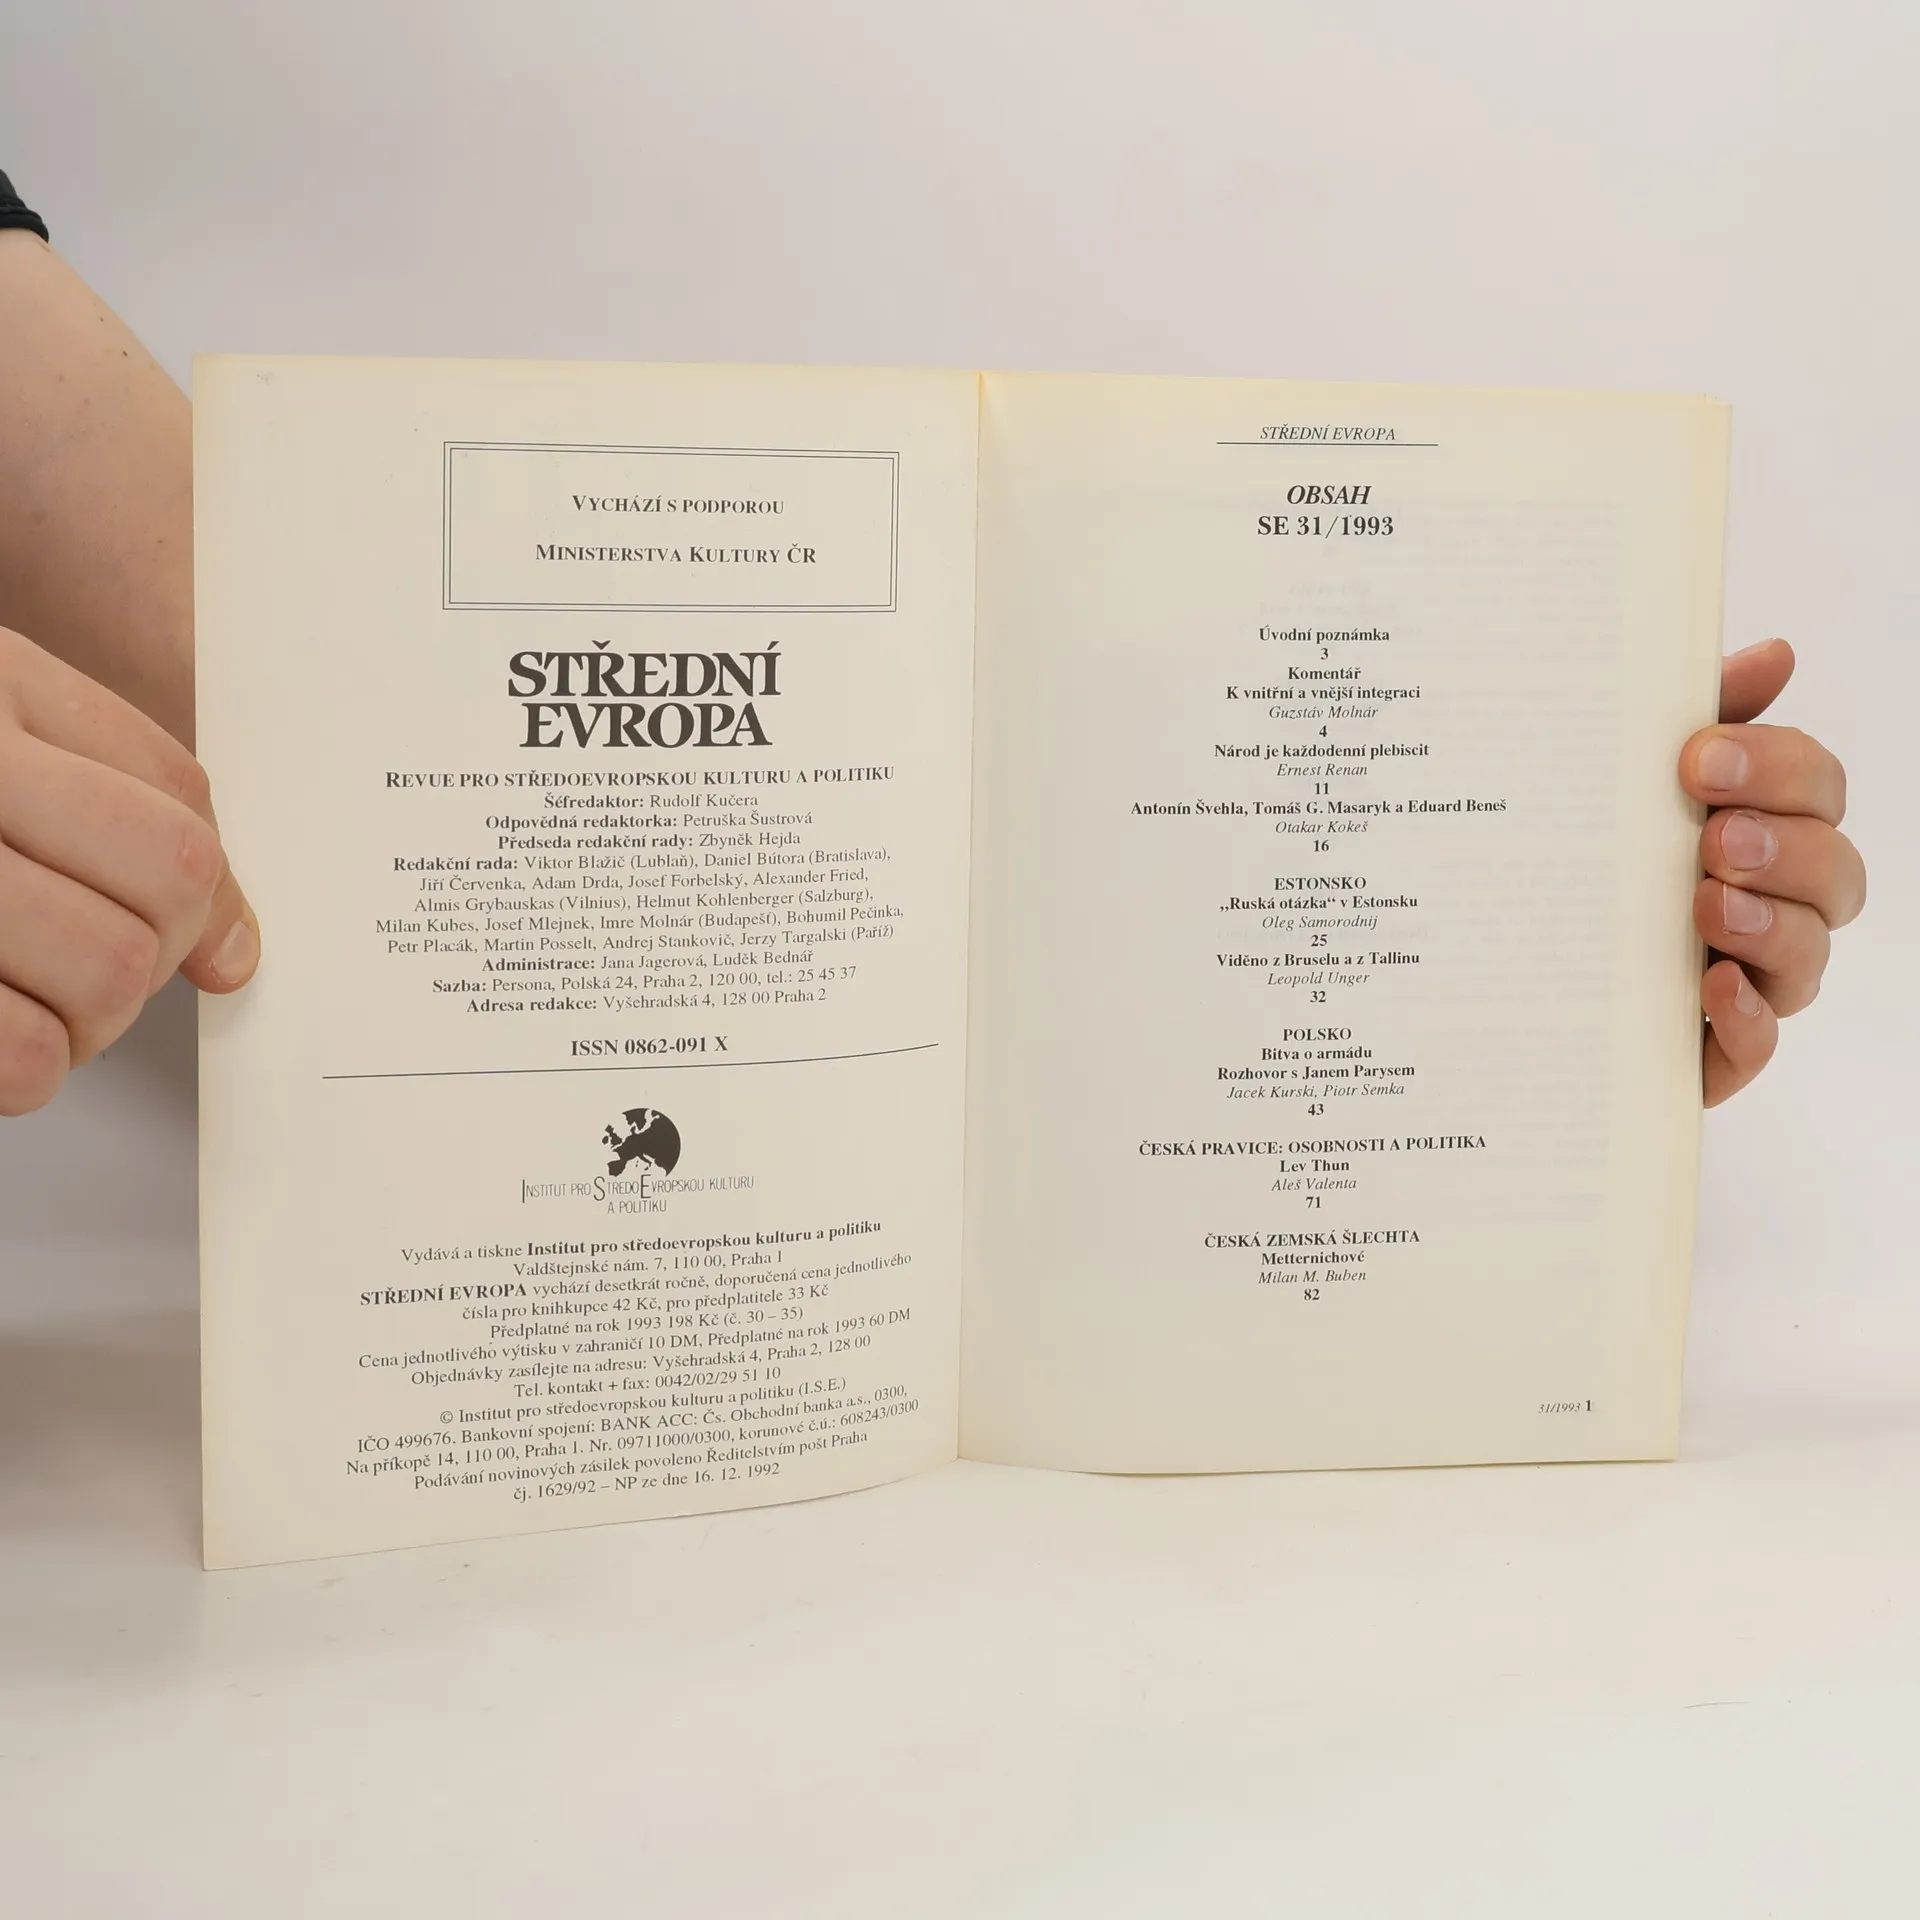 VYCHÁZÍ S PODPOROU
MINISTERSTVA KULTURY ČR
STŘEDNÍ
EVROPA
REVUE PRO STŘEDOEVROPSKOU KULTURU A POLITIKU
Šéfredaktor: Rudolf Kučera
Odpovědná redaktorka: Petruška Šustrová
Předseda redakční rady: Zbyněk Hejda
Redakční rada: Viktor Blažič (Lublaň), Daniel Bútora (Bratislava),
Jiří Červenka, Adam Drda, Josef Forbelský, Alexander Fried,
Almis Grybauskas (Vilnius), Helmut Kohlenberger (Salzburg),
Milan Kubes, Josef Mlejnek, Imre Molnár (Budapešť), Bohumil Pečinka,
Petr Placák, Martin Posselt, Andrej Stankovič, Jerzy Targalski (Paříž)
Administrace: Jana Jagerová, Luděk Bednář
Sazba: Persona, Polská 24, Praha 2, 120 00, tel.: 25 45 37
Adresa redakce: Vyšehradská 4, 128 00 Praha 2
ISSN 0862-091 X
INSTITUT PRO STŘEDOEVROPSKOU KULTURU
A POLITIKU
Vydává a tiskne Institut pro středoevropskou kulturu a politiku
Valdštejnské nám. 7, 110 00, Praha 1
STŘEDNÍ EVROPA vychází desetkrát ročně, doporučená cena jednotlivého
čísla pro knihkupce 42 Kč, pro předplatitele 33 Kč
Předplatné na rok 1993 198 Kč (č. 30 – 35)
Cena jednotlivého výtisku v zahraničí 10 DM, Předplatné na rok 1993 60 DM
Objednávky zasílejte na adresu: Vyšehradská 4, Praha 2, 128 00
Tel. kontakt + fax: 0042/02/29 51 10
© Institut pro středoevropskou kulturu a politiku (I.S.E.)
IČO 499676. Bankovní spojení: BANK ACC: Čs. Obchodní banka a.s., 0300,
Na příkopě 14, 110 00, Praha 1. Nr. 09711000/0300, korunové č.ú.: 608243/0300
Podávání novinových zásilek povoleno Ředitelstvím pošt Praha
čj. 1629/92 – NP ze dne 16. 12. 1992
STŘEDNÍ EVROPA
OBSAH
SE 31/1993
Úvodní poznámka
3
Komentář
K vnitřní a vnější integraci
Guzstáv Molnár
4
Národ je každodenní plebiscit
Ernest Renan
11
Antonín Švehla, Tomáš G. Masaryk a Eduard Beneš
Otakar Kokeš
16
ESTONSKO
„Ruská otázka“ v Estonsku
Oleg Samorodnij
25
Viděno z Bruselu a z Tallinu
Leopold Unger
32
POLSKO
Bitva o armádu
Rozhovor s Janem Parysem
Jacek Kurski, Piotr Semka
43
ČESKÁ PRAVICE: OSOBNOSTI A POLITIKA
Lev Thun
Aleš Valenta
71
ČESKÁ ZEMSKÁ ŠLECHTA
Metternichové
Milan M. Buben
82
31/1993 1